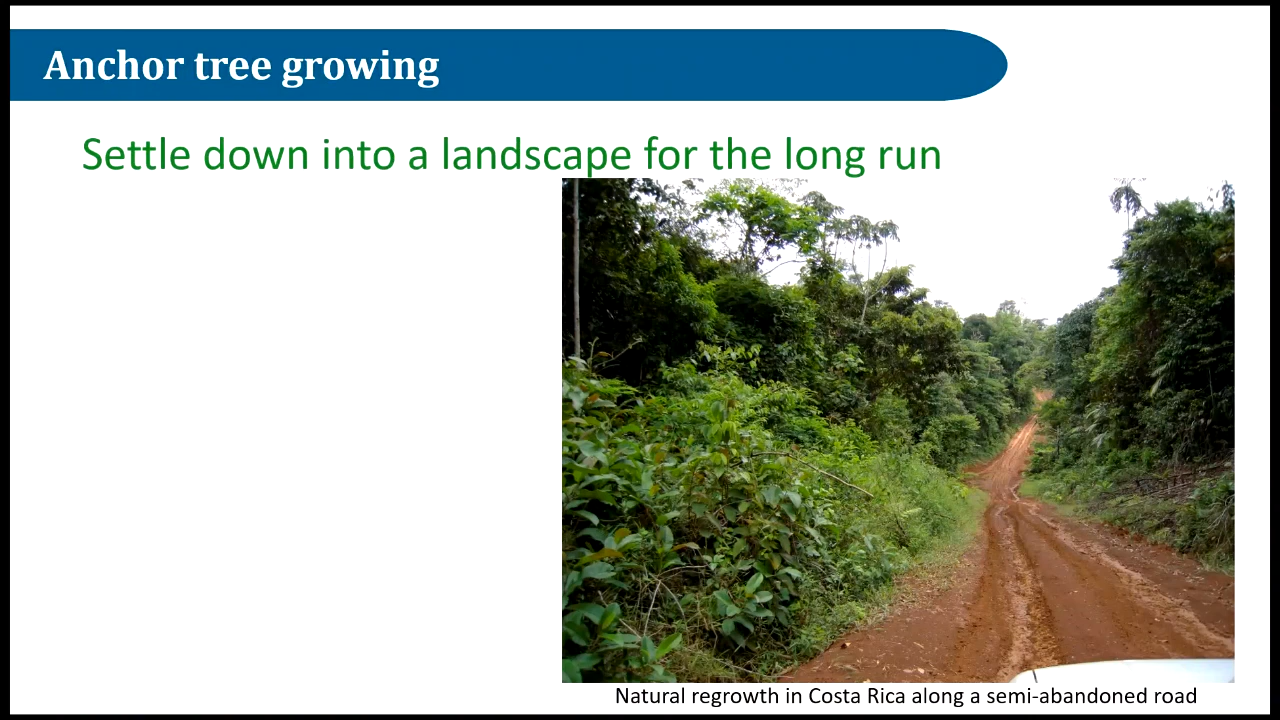 Anchor tree growing
Settle down into a landscape for the long run
Natural regrowth in Costa Rica along a semi-abandoned road